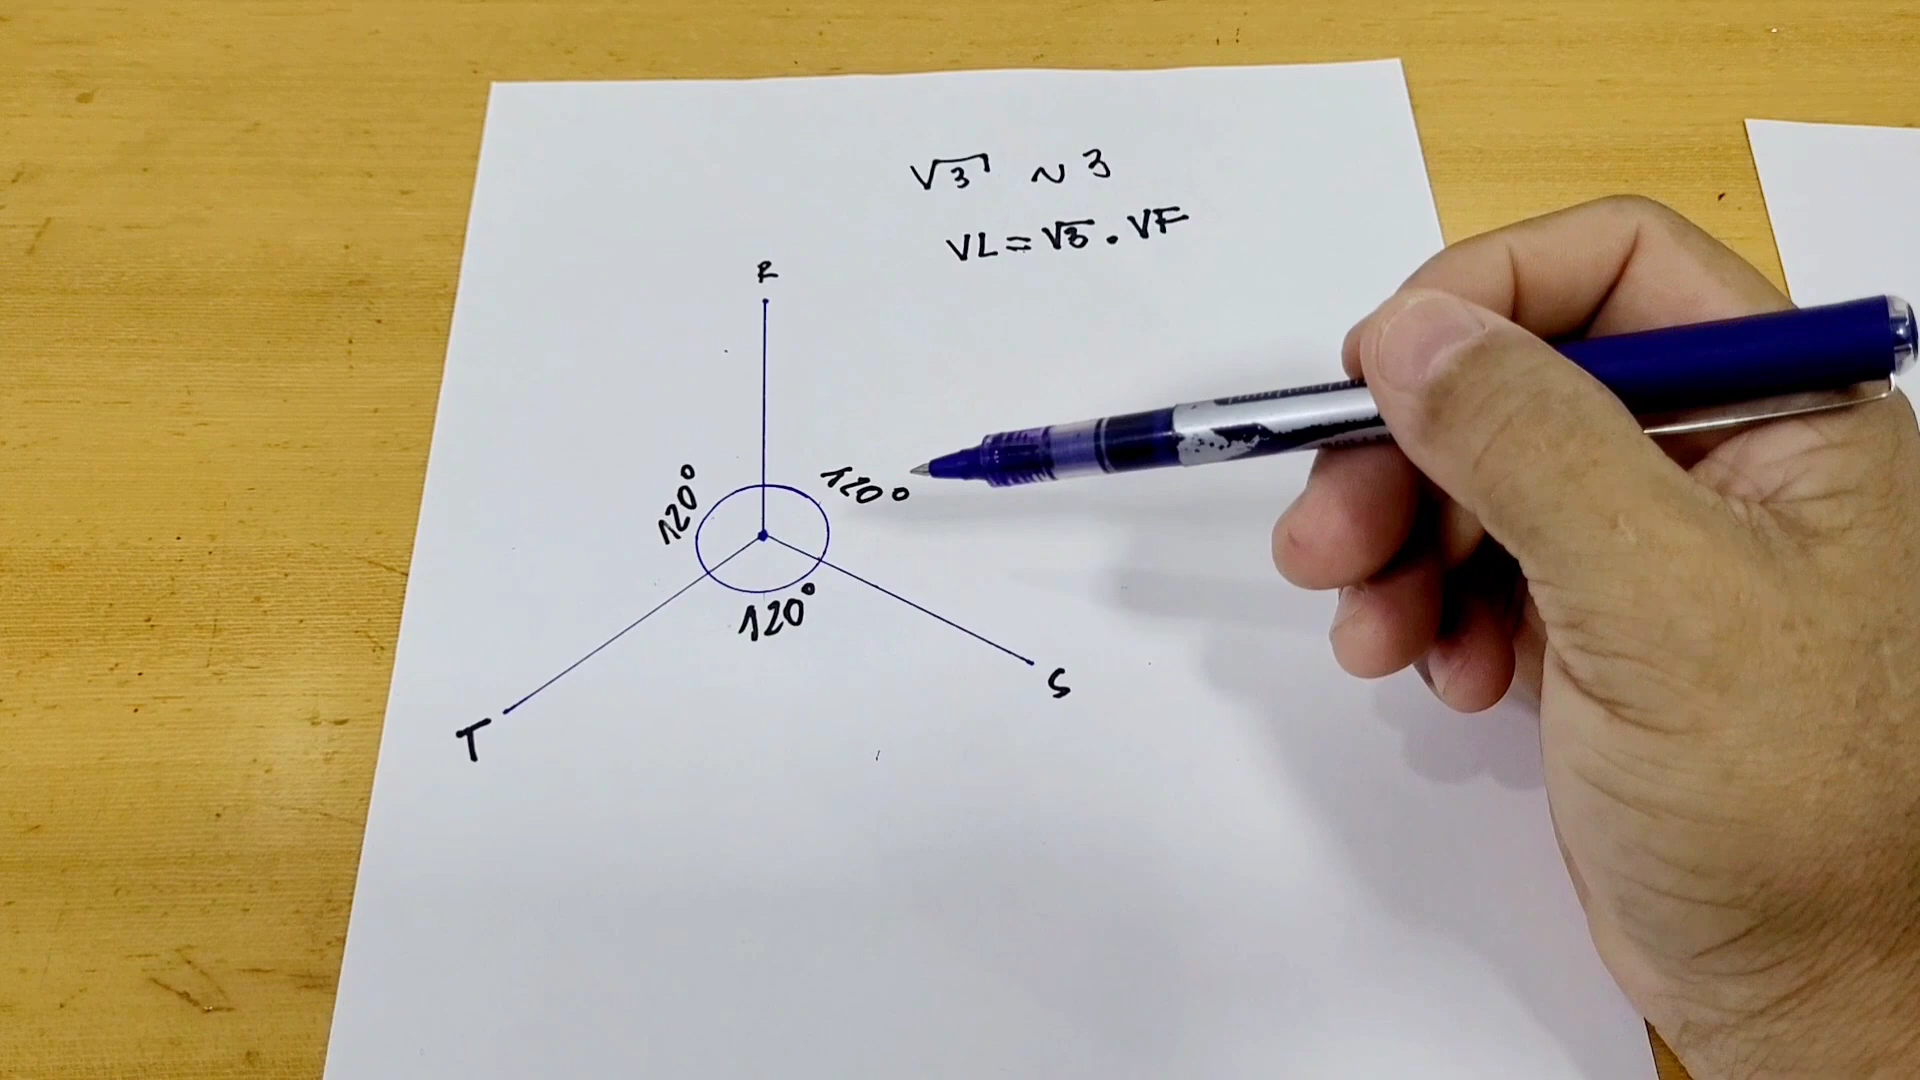 √3 ~ 3
VL = √3 . VF
R
120°
120°
120°
S
T